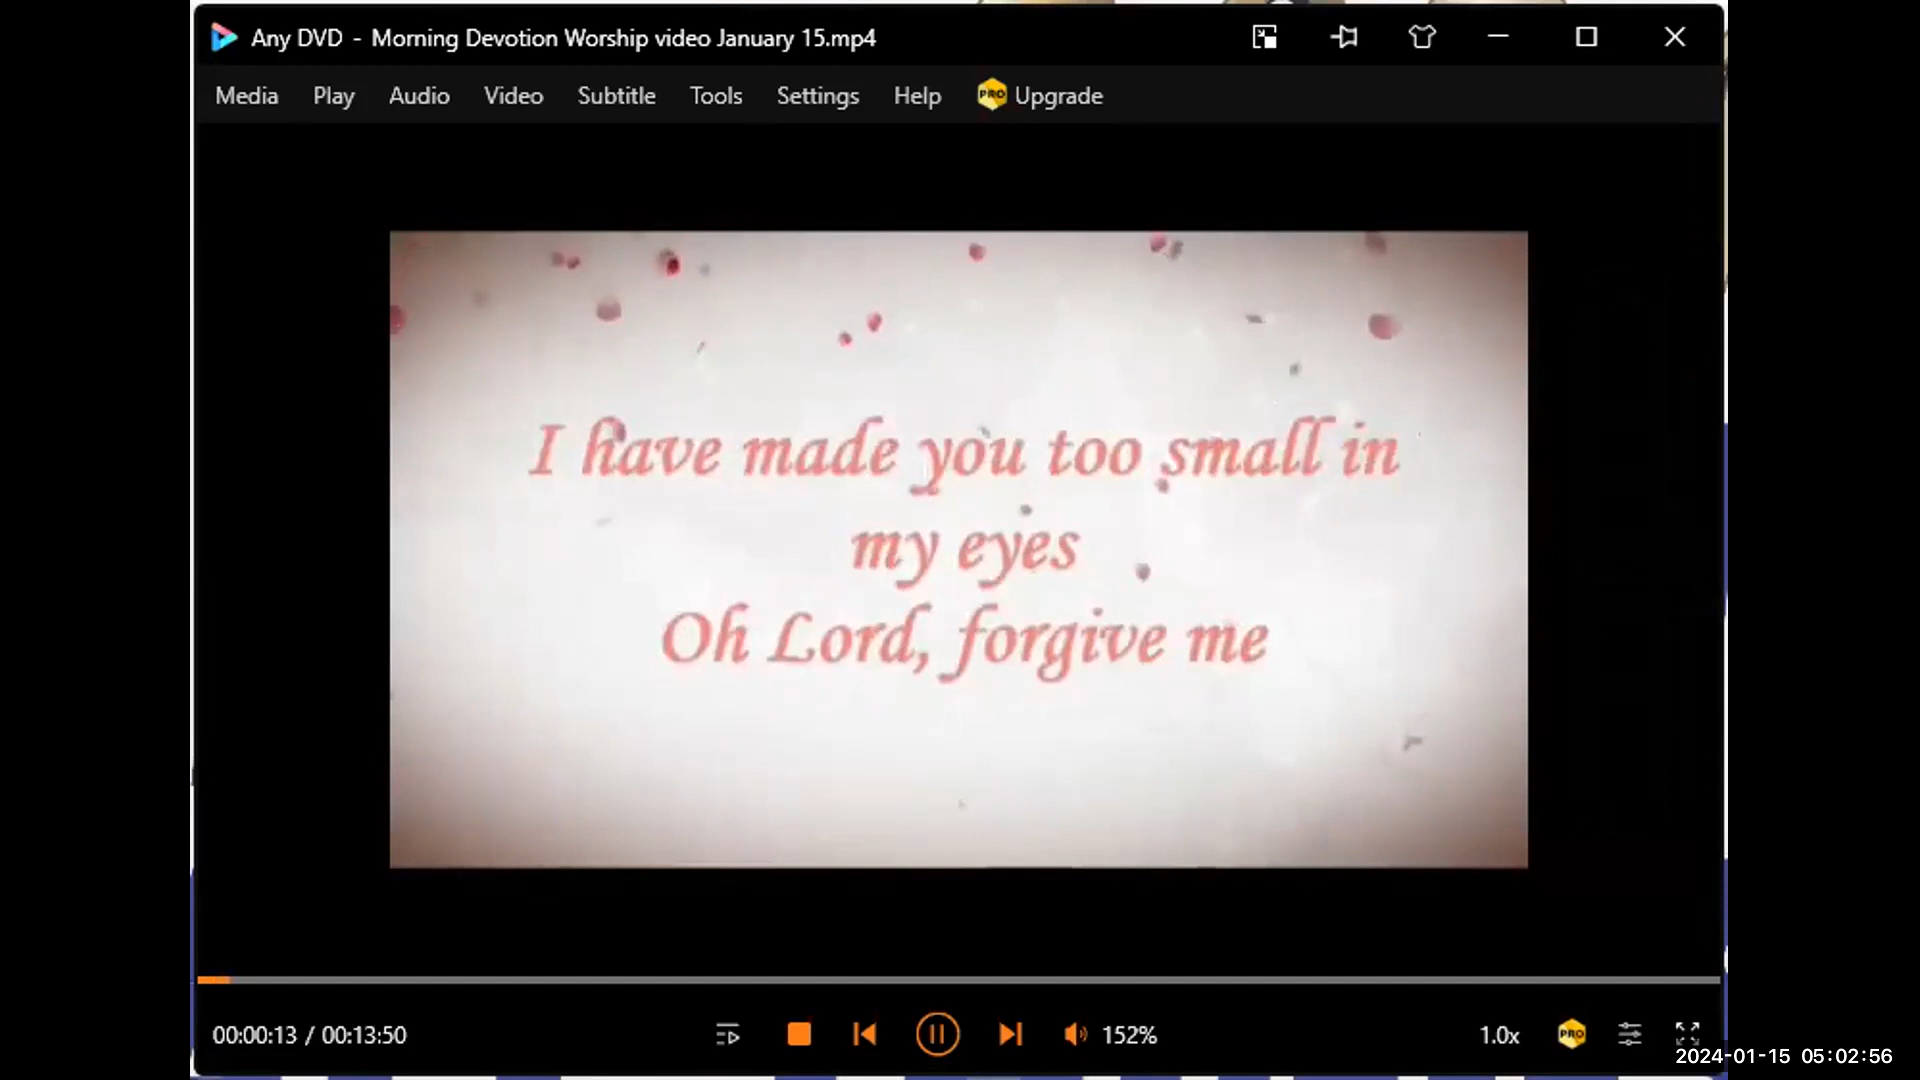 Any DVD - Morning Devotion Worship video January 15.mp4
Media Play Audio Video Subtitle Tools Settings Help PRO Upgrade
I have made you too small in
my eyes
Oh Lord, forgive me
00:00:13 / 00:13:50 152% 1.0x PRO
2024-01-15 05:02:56